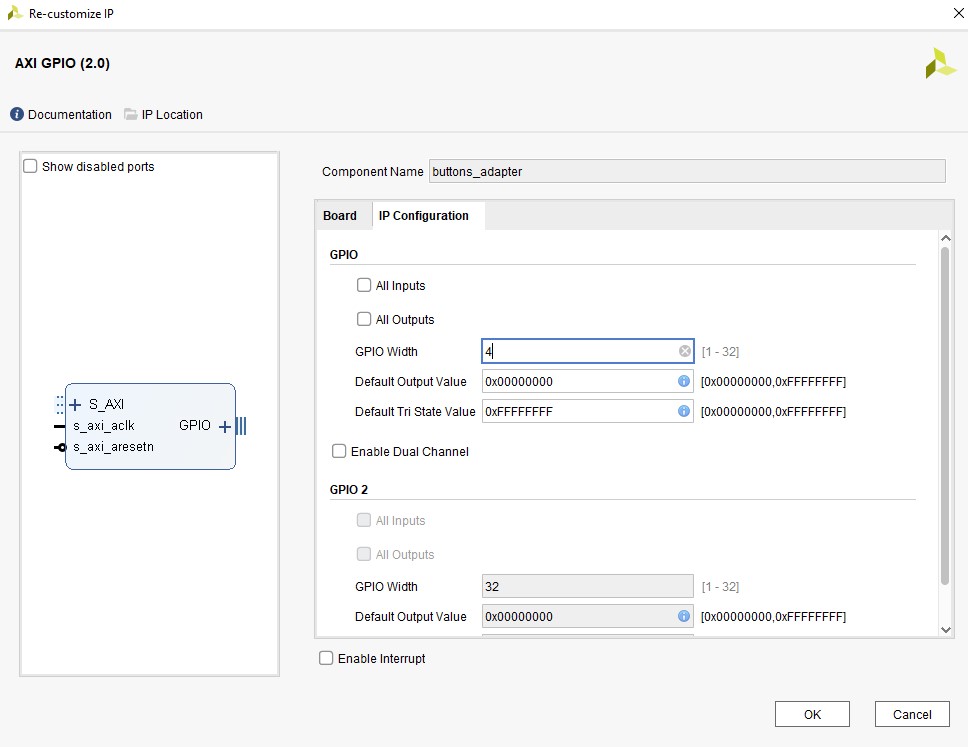 Re-customize IP
AXI GPIO (2.0)
Documentation IP Location
Show disabled ports
S_AXI
s_axi_aclk GPIO
s_axi_aresetn
Component Name buttons_adapter
Board IP Configuration
GPIO
All Inputs
All Outputs
GPIO Width 4 [1 - 32]
Default Output Value 0x00000000 [0x00000000,0xFFFFFFFF]
Default Tri State Value 0xFFFFFFFF [0x00000000,0xFFFFFFFF]
Enable Dual Channel
GPIO 2
All Inputs
All Outputs
GPIO Width 32 [1 - 32]
Default Output Value 0x00000000 [0x00000000,0xFFFFFFFF]
Enable Interrupt
OK Cancel